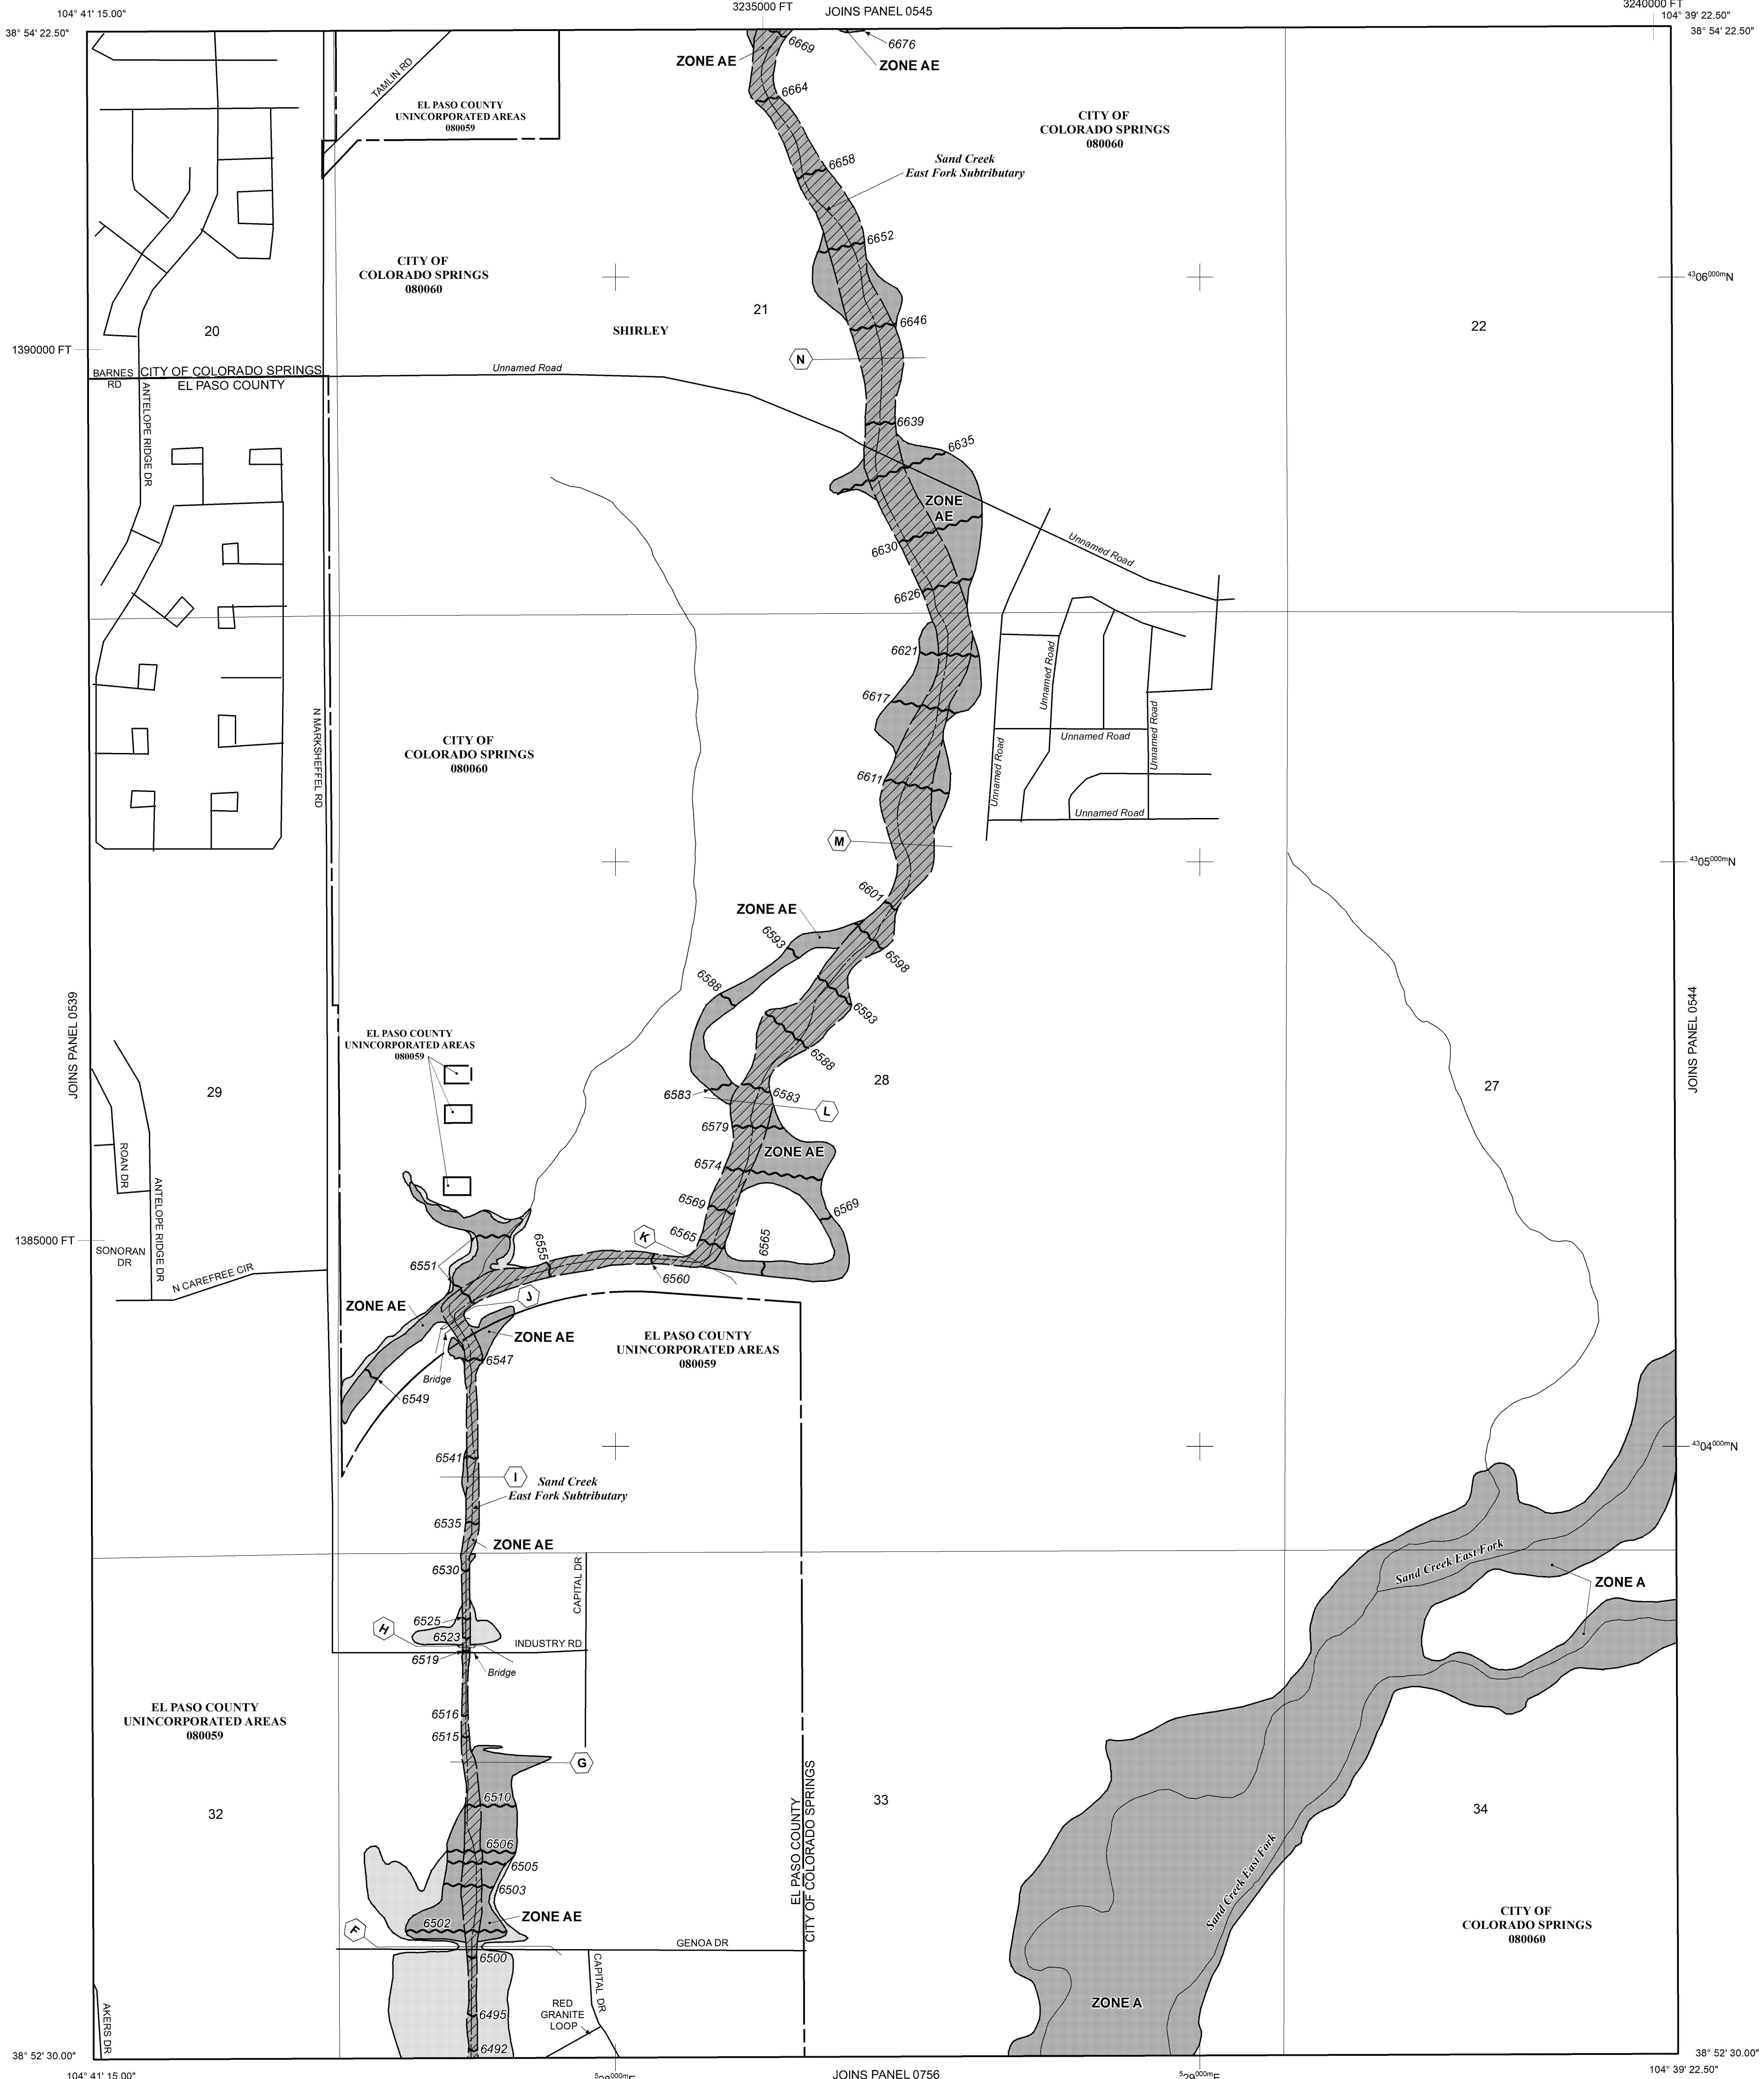 104° 41' 15.00"
3235000 FT
JOINS PANEL 0545
3240000 FT
104° 39' 22.50"
38° 54' 22.50"
38° 54' 22.50"
6669
6676
ZONE AE
ZONE AE
TAMLIN RD
6664
EL PASO COUNTY
UNINCORPORATED AREAS
080059
CITY OF
COLORADO SPRINGS
080060
6658
Sand Creek
East Fork Subtributary
6652
CITY OF
COLORADO SPRINGS
080060
4306000mN
21
6646
20
SHIRLEY
22
1390000 FT
N
BARNES
RD
CITY OF COLORADO SPRINGS
EL PASO COUNTY
Unnamed Road
ANTELOPE RIDGE DR
6639
6635
ZONE
AE
6630
Unnamed Road
6626
6621
Unnamed Road
6617
N MARKSHEFFEL RD
CITY OF
COLORADO SPRINGS
080060
Unnamed Road
Unnamed Road
Unnamed Road
6611
Unnamed Road
M
4305000mN
6601
ZONE AE
6593
6598
6588
6593
JOINS PANEL 0539
JOINS PANEL 0544
EL PASO COUNTY
UNINCORPORATED AREAS
080059
6588
28
27
29
6583
6583
L
6579
ROAN DR
ZONE AE
6574
ANTELOPE RIDGE DR
6569
6569
K
6565
6565
1385000 FT
SONORAN
DR
6555
6551
N CAREFREE CIR
6560
J
ZONE AE
ZONE AE
EL PASO COUNTY
UNINCORPORATED AREAS
080059
6547
Bridge
6549
4304000mN
6541
I
Sand Creek
East Fork Subtributary
6535
ZONE AE
Sand Creek East Fork
6530
CAPITAL DR
ZONE A
6525
H
6523
INDUSTRY RD
6519
Bridge
EL PASO COUNTY
UNINCORPORATED AREAS
080059
6516
6515
G
6510
33
34
32
EL PASO COUNTY
CITY OF COLORADO SPRINGS
6506
6505
Sand Creek East Fork
6503
ZONE AE
6502
F
CITY OF
COLORADO SPRINGS
080060
GENOA DR
6500
CAPITAL DR
ZONE A
RED
GRANITE
LOOP
6495
AKERS DR
6492
38° 52' 30.00"
38° 52' 30.00"
104° 41' 15.00"
528000mE
JOINS PANEL 0756
529000mE
104° 39' 22.50"